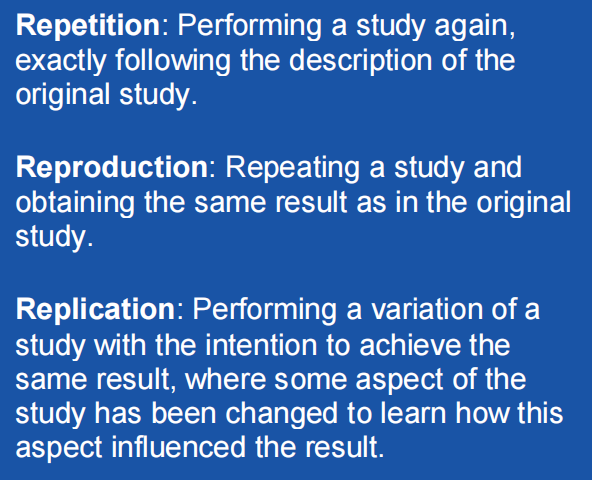 Repetition: Performing a study again,
exactly following the description of the
original study.
Reproduction: Repeating a study and
obtaining the same result as in the original
study.
Replication: Performing a variation of a
study with the intention to achieve the
same result, where some aspect of the
study has been changed to learn how this
aspect influenced the result.